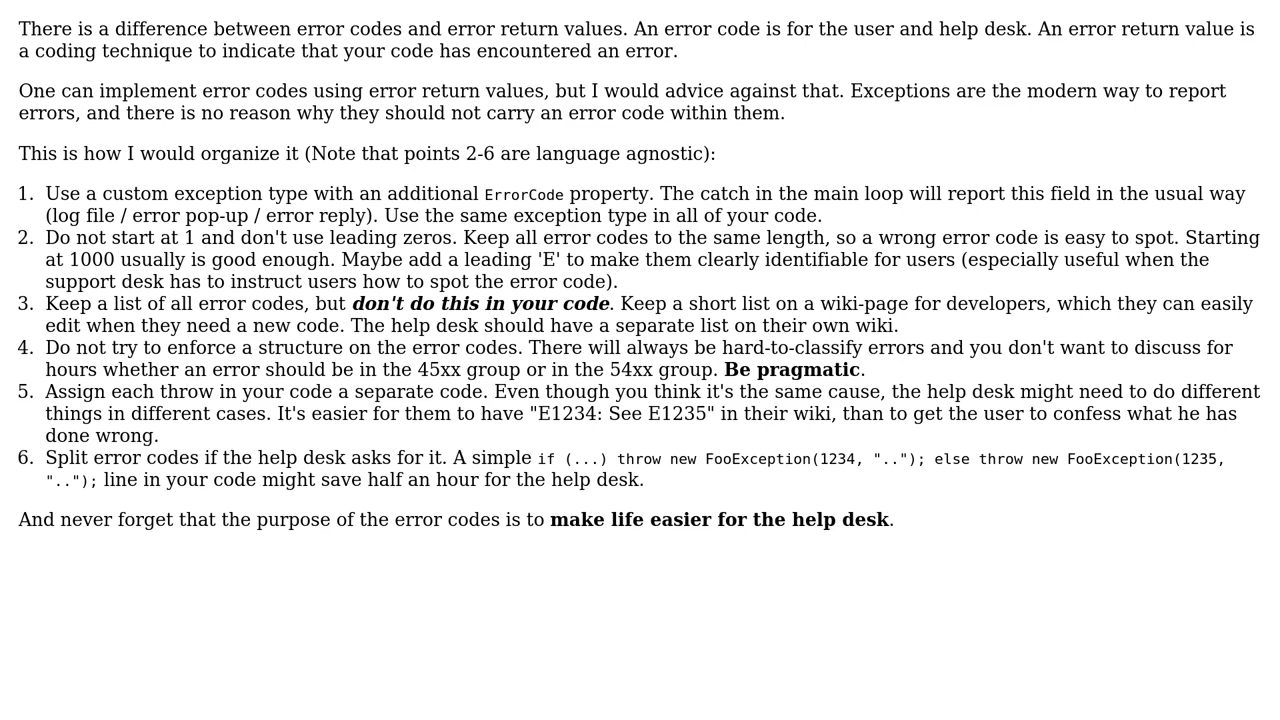 There is a difference between error codes and error return values. An error code is for the user and help desk. An error return value is
a coding technique to indicate that your code has encountered an error.
One can implement error codes using error return values, but I would advice against that. Exceptions are the modern way to report
errors, and there is no reason why they should not carry an error code within them.
This is how I would organize it (Note that points 2-6 are language agnostic):
1. Use a custom exception type with an additional ErrorCode property. The catch in the main loop will report this field in the usual way
(log file / error pop-up / error reply). Use the same exception type in all of your code.
2. Do not start at 1 and don't use leading zeros. Keep all error codes to the same length, so a wrong error code is easy to spot. Starting
at 1000 usually is good enough. Maybe add a leading 'E' to make them clearly identifiable for users (especially useful when the
support desk has to instruct users how to spot the error code).
3. Keep a list of all error codes, but don't do this in your code. Keep a short list on a wiki-page for developers, which they can easily
edit when they need a new code. The help desk should have a separate list on their own wiki.
4. Do not try to enforce a structure on the error codes. There will always be hard-to-classify errors and you don't want to discuss for
hours whether an error should be in the 45xx group or in the 54xx group. Be pragmatic.
5. Assign each throw in your code a separate code. Even though you think it's the same cause, the help desk might need to do different
things in different cases. It's easier for them to have "E1234: See E1235" in their wiki, than to get the user to confess what he has
done wrong.
6. Split error codes if the help desk asks for it. A simple if (...) throw new FooException(1234, ".."); else throw new FooException(1235,
".."); line in your code might save half an hour for the help desk.
And never forget that the purpose of the error codes is to make life easier for the help desk.